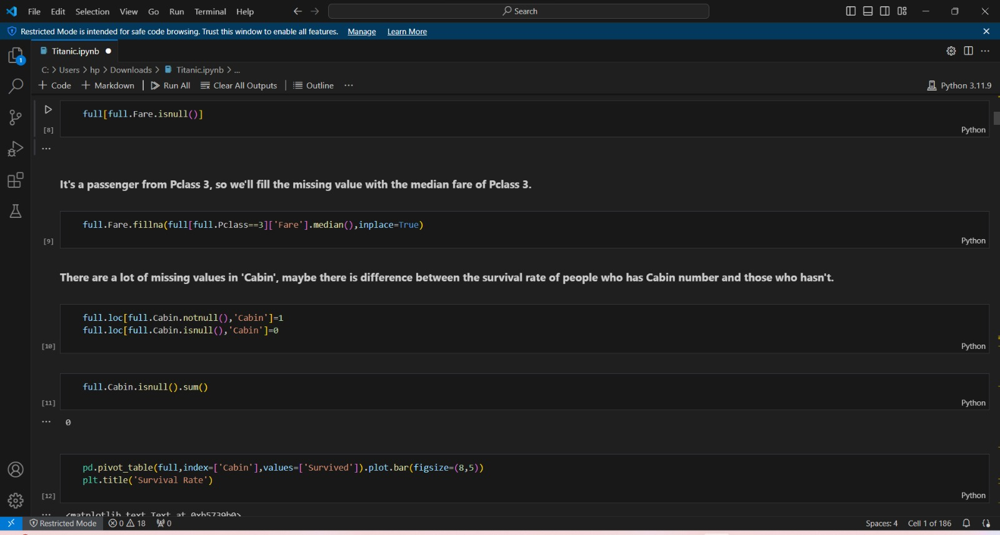 File Edit Selection View Go Run Terminal Help Search
Restricted Mode is intended for safe code browsing. Trust this window to enable all features. Manage Learn More
Titanic.ipynb
1
C: > Users > hp > Downloads > Titanic.ipynb > ...
+ Code + Markdown Run All Clear All Outputs Outline ... Python 3.11.9
full[full.Fare.isnull()]
[8] Python
...
It's a passenger from Pclass 3, so we'll fill the missing value with the median fare of Pclass 3.
full.Fare.fillna(full[full.Pclass==3]['Fare'].median(),inplace=True)
[9] Python
There are a lot of missing values in 'Cabin', maybe there is difference between the survival rate of people who has Cabin number and those who hasn't.
full.loc[full.Cabin.notnull(),'Cabin']=1
full.loc[full.Cabin.isnull(),'Cabin']=0
[10] Python
full.Cabin.isnull().sum()
[11] Python
... 0
pd.pivot_table(full,index=['Cabin'],values=['Survived']).plot.bar(figsize=(8,5))
plt.title('Survival Rate')
[12] Python
... <matplotlib.text.Text at 0xb5739b0>
Restricted Mode 0 18 0 Spaces: 4 Cell 1 of 186